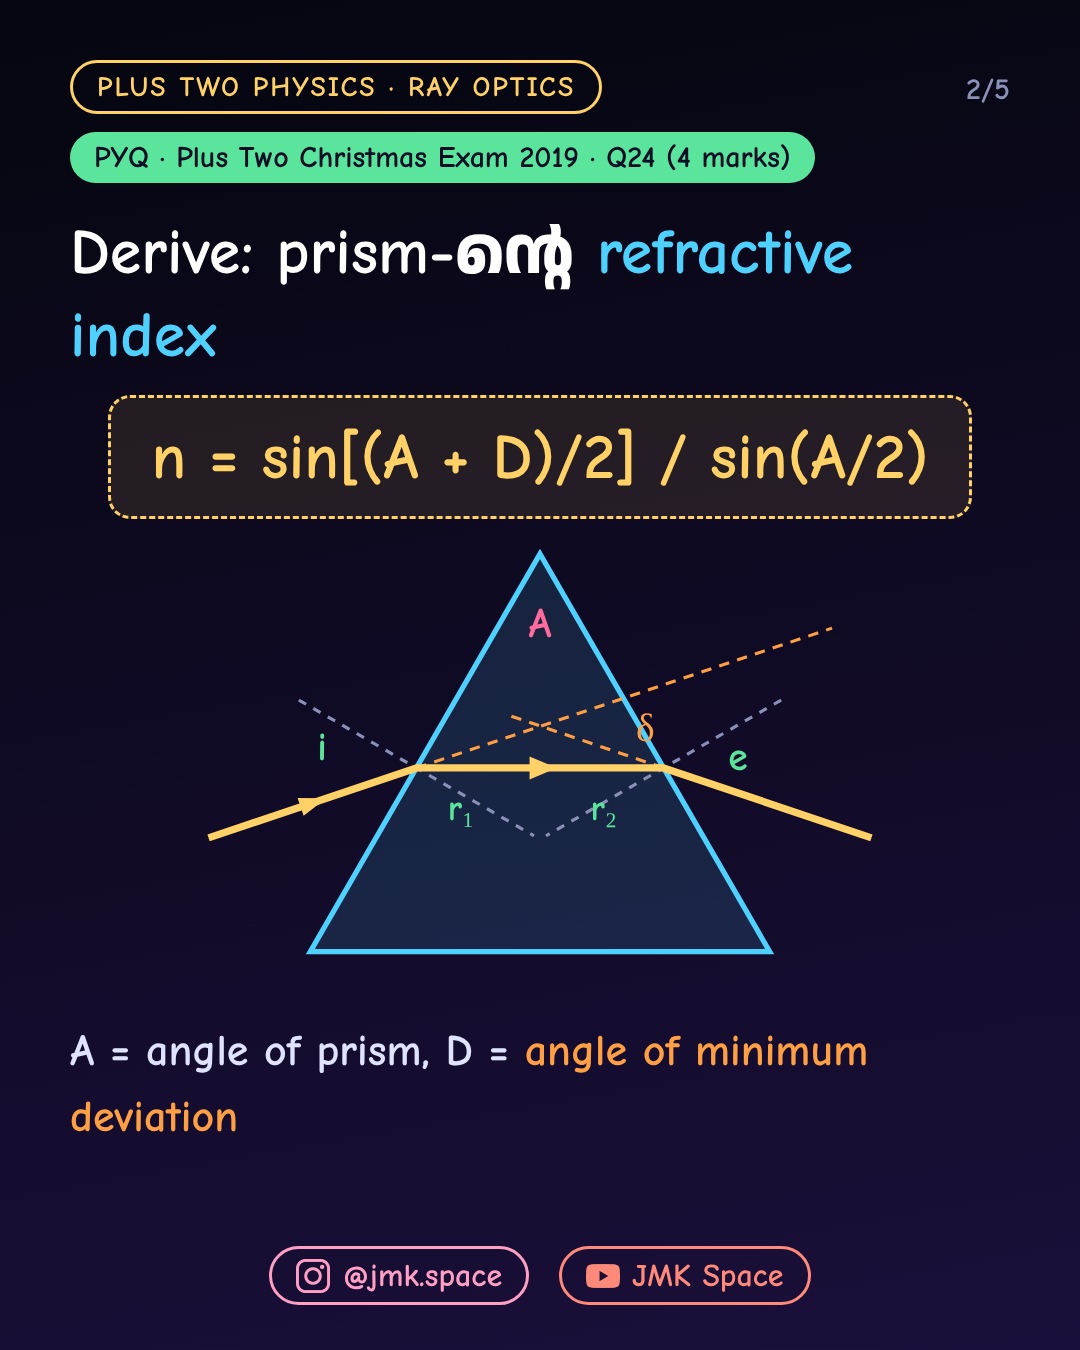 PLUS TWO PHYSICS · RAY OPTICS
2/5
PYQ · Plus Two Christmas Exam 2019 · Q24 (4 marks)
Derive: prism-ന്റെ refractive
index
n = sin[(A + D)/2] / sin(A/2)
A
δ
i
e
r₁
r₂
A = angle of prism, D = angle of minimum
deviation
@jmk.space
JMK Space